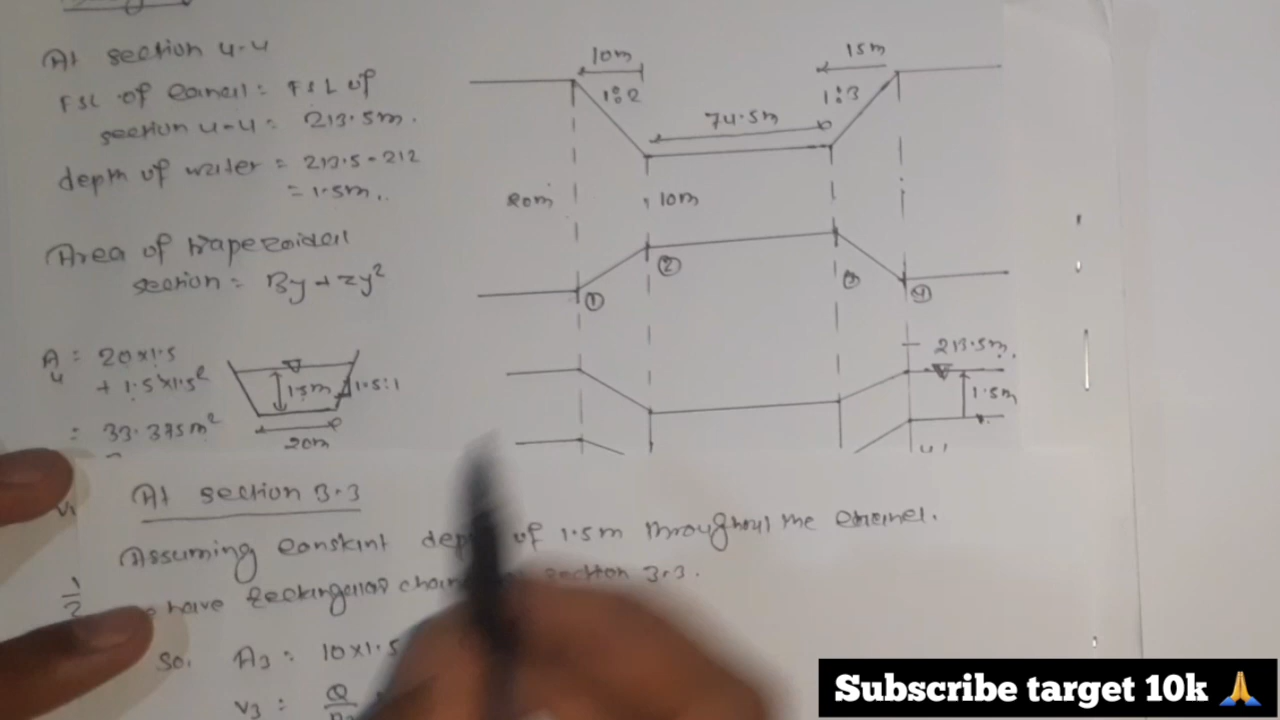 At section 4-4
FSL of canal = FSL of
section 4-4 = 213.5m.
depth of water = 213.5-212
= 1.5m.
Area of trapezoidal
section = By+zy²
A₄ = 20×1.5
+ 1.5×1.5²
= 33.375m²
1.5m
1.5:1
20m
10m
1:2
15m
1:3
74.5m
20m
10m
①
②
③
④
213.5m.
1.5m
At section 3.3
Assuming constant of 1.5m throughout the channel.
have rectangular section 3.3.
so. A₃ = 10×1.5
V₃ = Q
Subscribe target 10k 🙏